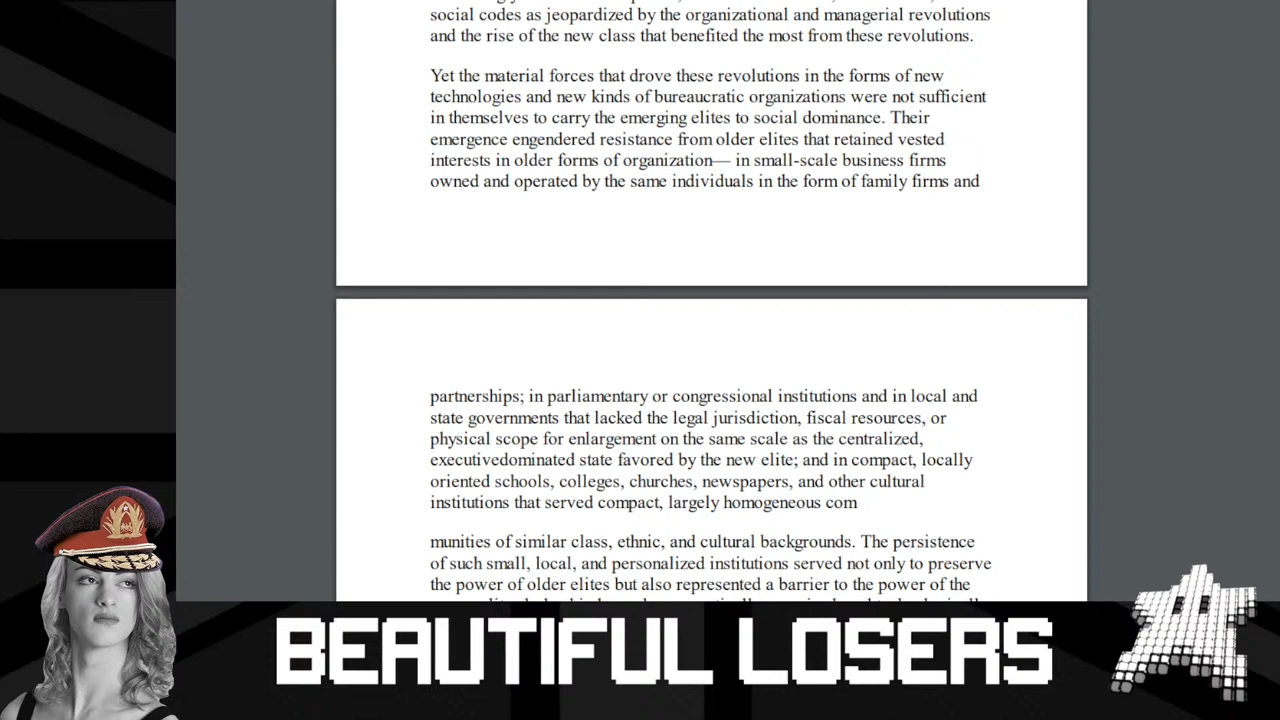 social codes as jeopardized by the organizational and managerial revolutions
and the rise of the new class that benefited the most from these revolutions.
Yet the material forces that drove these revolutions in the forms of new
technologies and new kinds of bureaucratic organizations were not sufficient
in themselves to carry the emerging elites to social dominance. Their
emergence engendered resistance from older elites that retained vested
interests in older forms of organization— in small-scale business firms
owned and operated by the same individuals in the form of family firms and
partnerships; in parliamentary or congressional institutions and in local and
state governments that lacked the legal jurisdiction, fiscal resources, or
physical scope for enlargement on the same scale as the centralized,
executivedominated state favored by the new elite; and in compact, locally
oriented schools, colleges, churches, newspapers, and other cultural
institutions that served compact, largely homogeneous com
munities of similar class, ethnic, and cultural backgrounds. The persistence
of such small, local, and personalized institutions served not only to preserve
the power of older elites but also represented a barrier to the power of the
BEAUTIFUL LOSERS